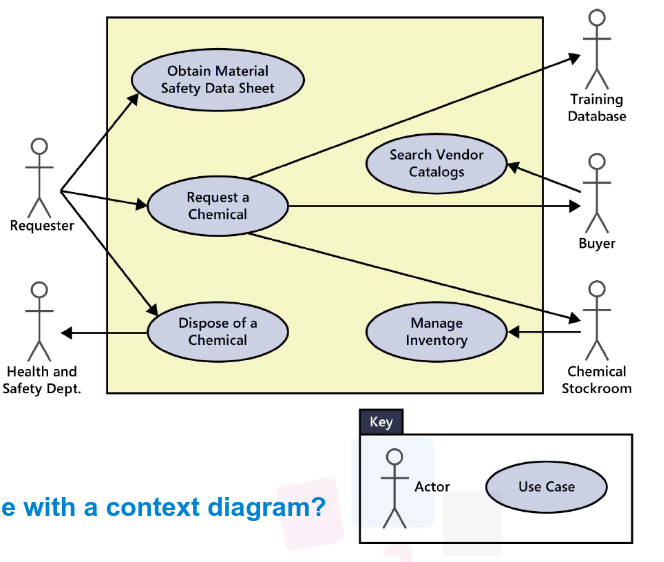 Obtain Material
Safety Data Sheet
Training
Database
Search Vendor
Catalogs
Requester
Request a
Chemical
Buyer
Health and
Safety Dept.
Dispose of a
Chemical
Manage
Inventory
Chemical
Stockroom
Key
Actor
Use Case
e with a context diagram?